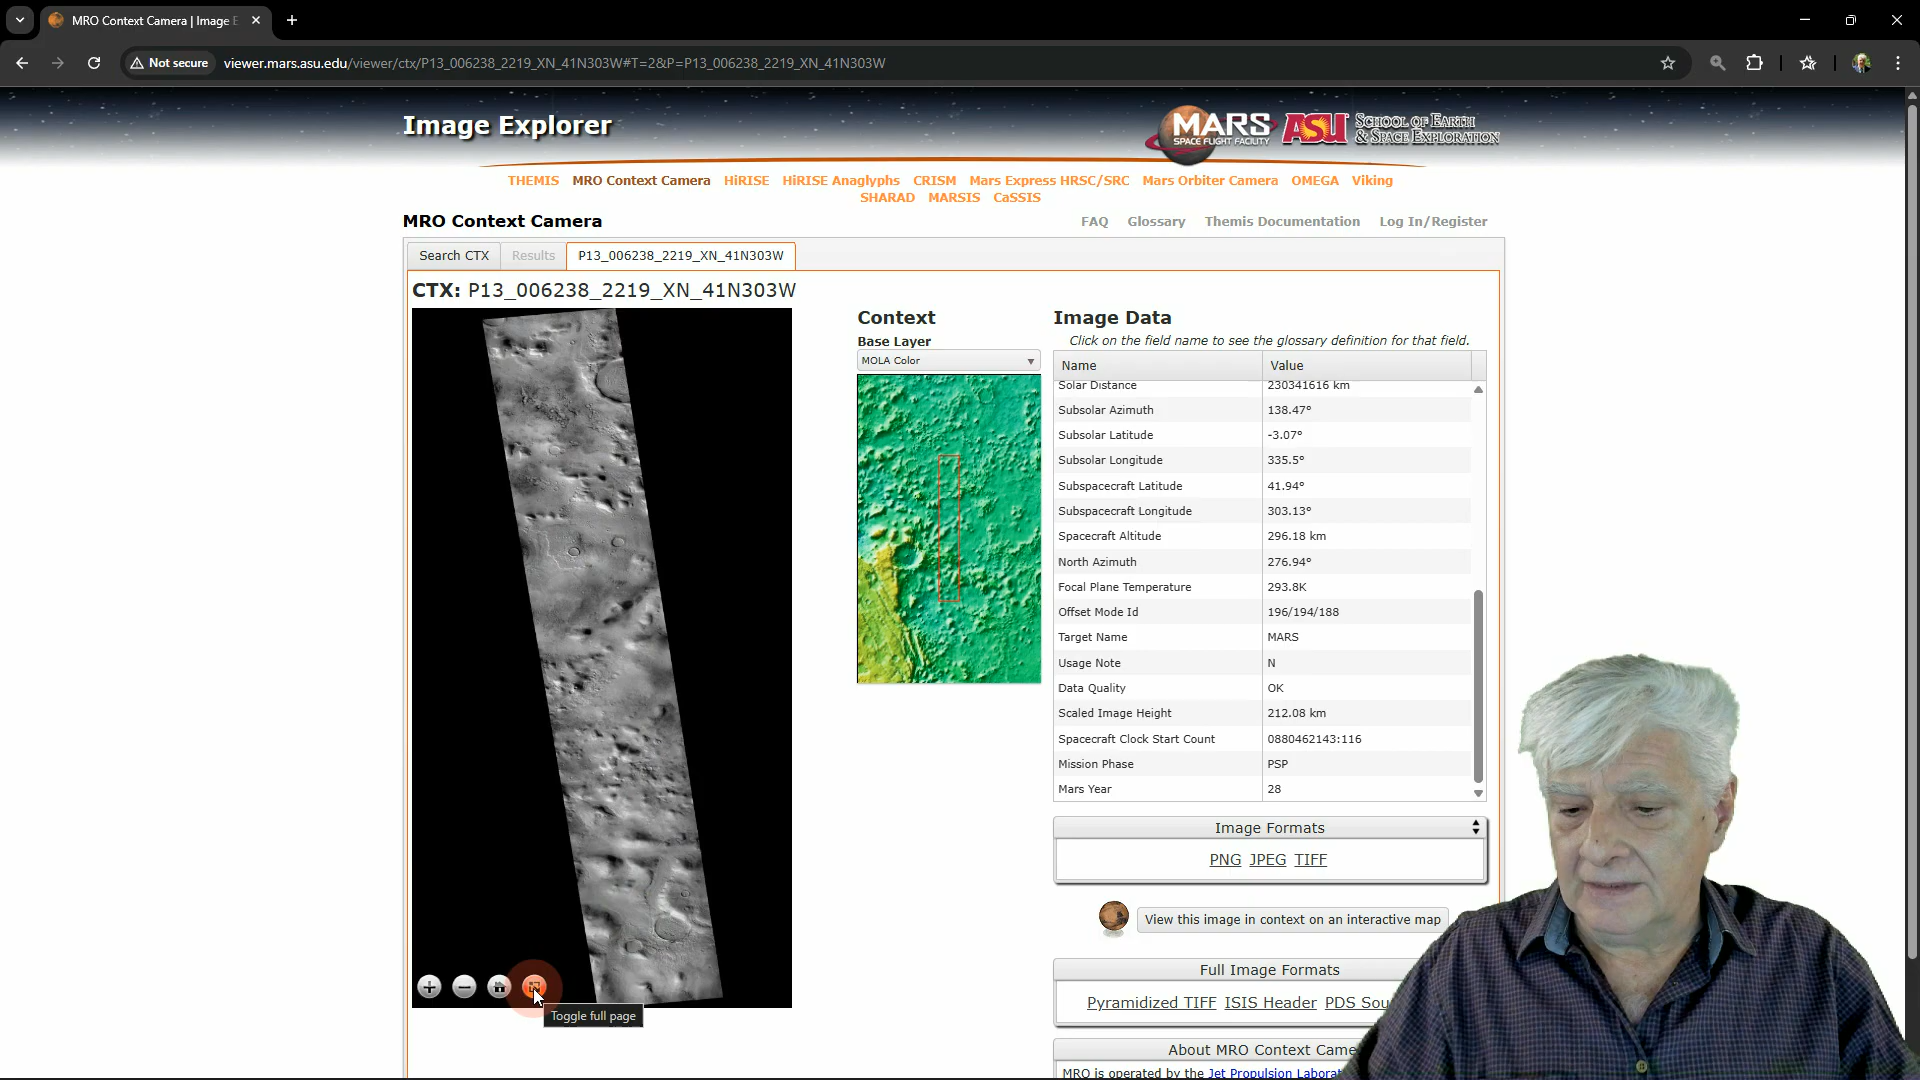 MRO Context Camera | Image E
Not secure
viewer.mars.asu.edu/viewer/ctx/P13_006238_2219_XN_41N303W#T=2&P=P13_006238_2219_XN_41N303W
Image Explorer
MARS
SPACE FLIGHT FACILITY
ASU
SCHOOL OF EARTH
& SPACE EXPLORATION
THEMIS MRO Context Camera HiRISE HiRISE Anaglyphs CRISM Mars Express HRSC/SRC Mars Orbiter Camera OMEGA Viking
SHARAD MARSIS CaSSIS
MRO Context Camera
FAQ Glossary Themis Documentation Log In/Register
Search CTX Results P13_006238_2219_XN_41N303W
CTX: P13_006238_2219_XN_41N303W
Context
Base Layer
MOLA Color
Image Data
Click on the field name to see the glossary definition for that field.
Name Value
Solar Distance 230341616 km
Subsolar Azimuth 138.47°
Subsolar Latitude -3.07°
Subsolar Longitude 335.5°
Subspacecraft Latitude 41.94°
Subspacecraft Longitude 303.13°
Spacecraft Altitude 296.18 km
North Azimuth 276.94°
Focal Plane Temperature 293.8K
Offset Mode Id 196/194/188
Target Name MARS
Usage Note N
Data Quality OK
Scaled Image Height 212.08 km
Spacecraft Clock Start Count 0880462143:116
Mission Phase PSP
Mars Year 28
Image Formats
PNG JPEG TIFF
View this image in context on an interactive map
Full Image Formats
Pyramidized TIFF ISIS Header PDS Sou
Toggle full page
About MRO Context Came
MRO is operated by the Jet Propulsion Laborat